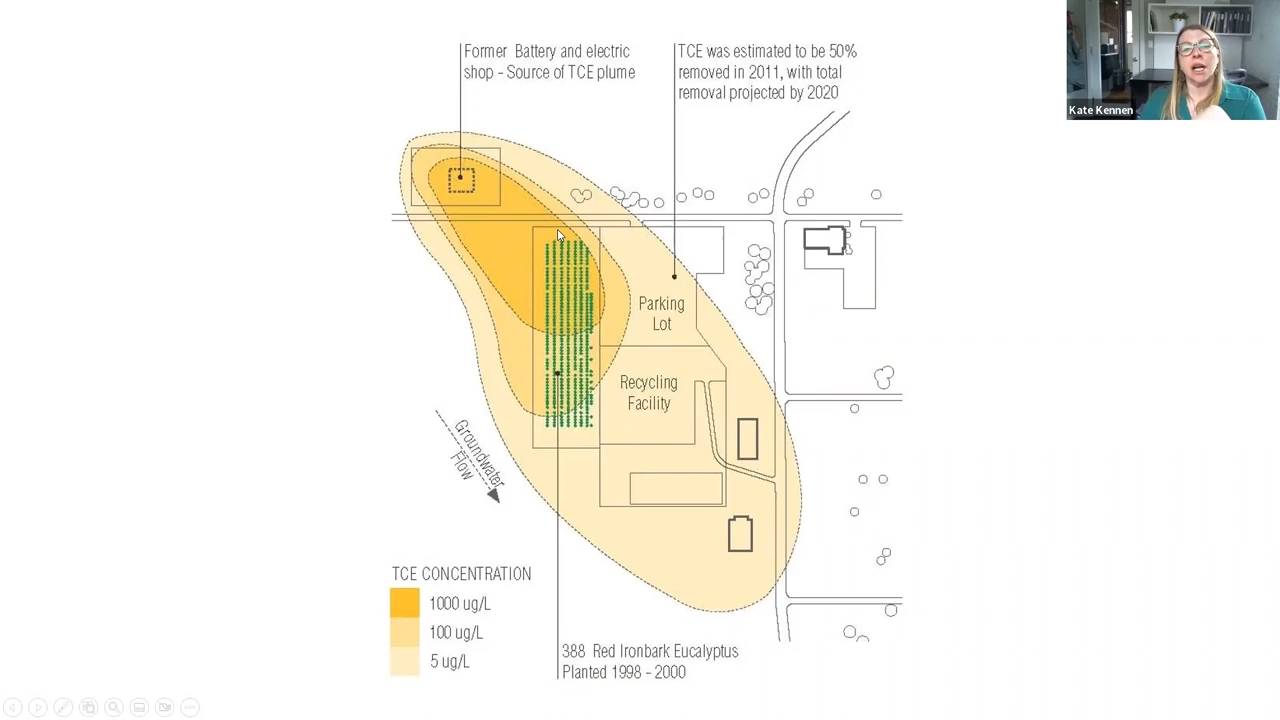 Former Battery and electric
shop - Source of TCE plume
TCE was estimated to be 50%
removed in 2011, with total
removal projected by 2020
Kate Kennen
Parking
Lot
Recycling
Facility
Groundwater
Flow
TCE CONCENTRATION
1000 ug/L
100 ug/L
5 ug/L
388 Red Ironbark Eucalyptus
Planted 1998 - 2000